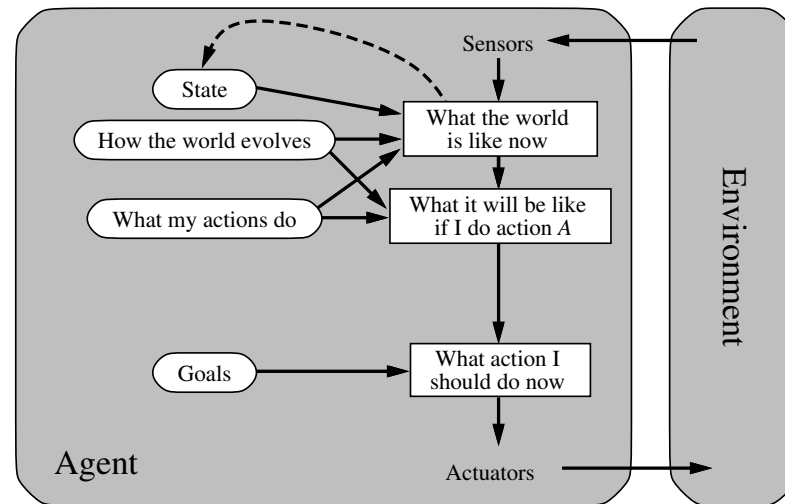 Sensors
State
What the world
is like now
How the world evolves
What my actions do
What it will be like
if I do action A
Goals
What action I
should do now
Agent
Actuators
Environment